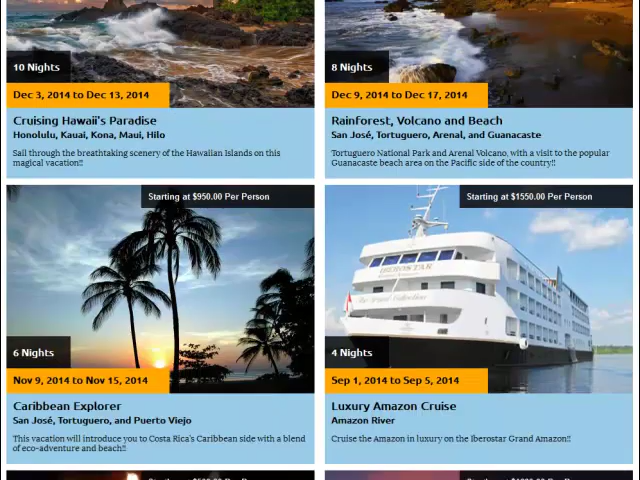 10 Nights
Dec 3, 2014 to Dec 13, 2014
Cruising Hawaii's Paradise
Honolulu, Kauai, Kona, Maui, Hilo
Sail through the breathtaking scenery of the Hawaiian Islands on this
magical vacation!!
8 Nights
Dec 9, 2014 to Dec 17, 2014
Rainforest, Volcano and Beach
San José, Tortuguero, Arenal, and Guanacaste
Tortuguero National Park and Arenal Volcano, with a visit to the popular
Guanacaste beach area on the Pacific side of the country!!
Starting at $950.00 Per Person
6 Nights
Nov 9, 2014 to Nov 15, 2014
Caribbean Explorer
San José, Tortuguero, and Puerto Viejo
This vacation will introduce you to Costa Rica's Caribbean side with a blend
of eco-adventure and beach!!
Starting at $1550.00 Per Person
IBEROSTAR
4 Nights
Sep 1, 2014 to Sep 5, 2014
Luxury Amazon Cruise
Amazon River
Cruise the Amazon in luxury on the Iberostar Grand Amazon!!